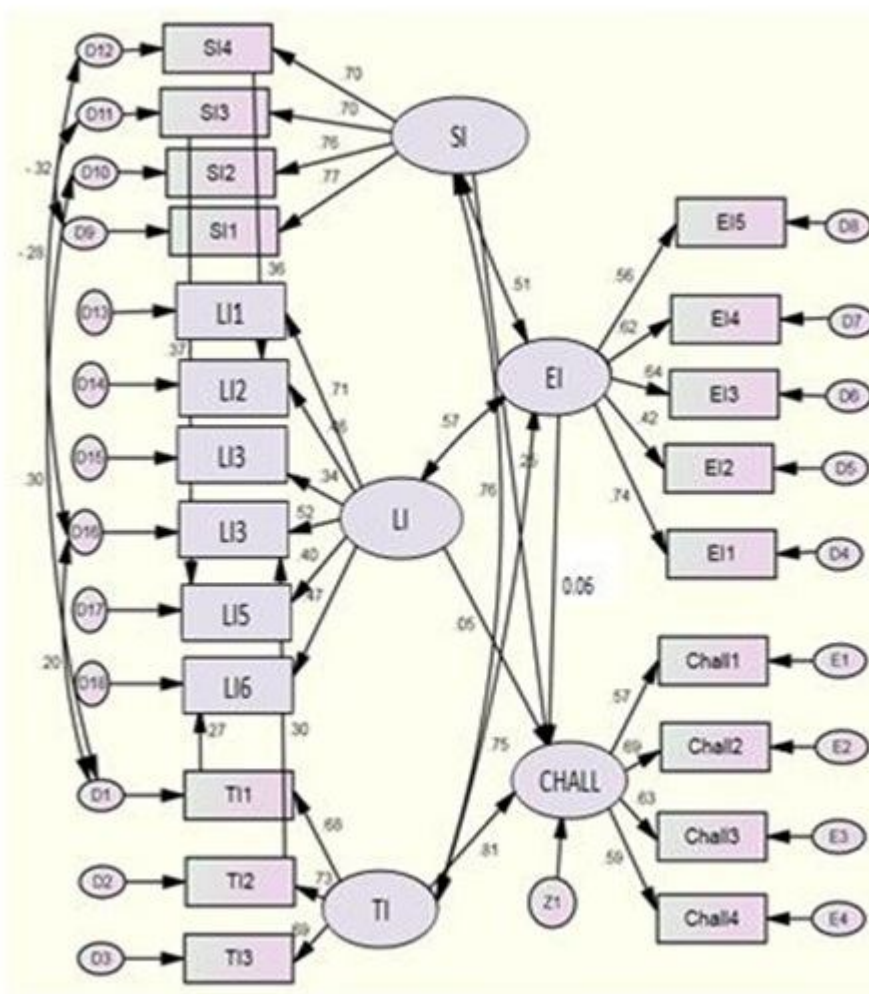 D12
SI4
.70
D11
SI3
.70
SI
-.32
D10
SI2
.76
D9
SI1
.77
-.28
.36
EI5
D8
.51
.56
D13
LI1
EI4
D7
.62
.37
EI
D14
LI2
.71
.64
EI3
D6
.42
.57
EI2
D5
D15
LI3
.34
.30
.76
.74
D16
LI3
.52
LI
EI1
D4
.40
0.06
D17
LI5
.47
.05
.20
D18
LI6
Chall1
E1
.27
.30
.57
.75
.69
Chall2
E2
D1
TI1
CHALL
.63
.68
Chall3
E3
.81
.59
D2
TI2
.73
TI
Z1
Chall4
E4
.69
D3
TI3